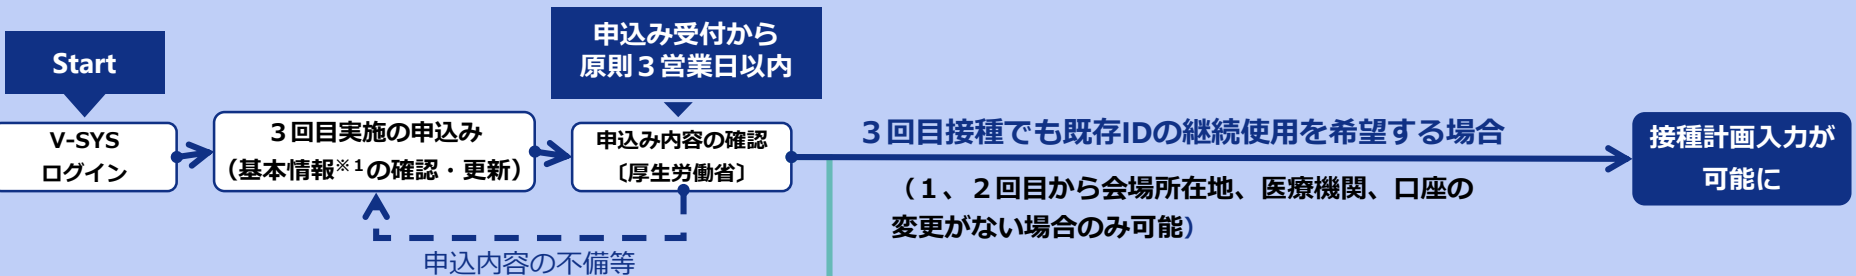 Start
V-SYS
ログイン
３回目実施の申込み
（基本情報※１の確認・更新）
申込み受付から
原則３営業日以内
申込み内容の確認
〔厚生労働省〕
申込内容の不備等
３回目接種でも既存IDの継続使用を希望する場合
（１、２回目から会場所在地、医療機関、口座の
変更がない場合のみ可能）
接種計画入力が
可能に